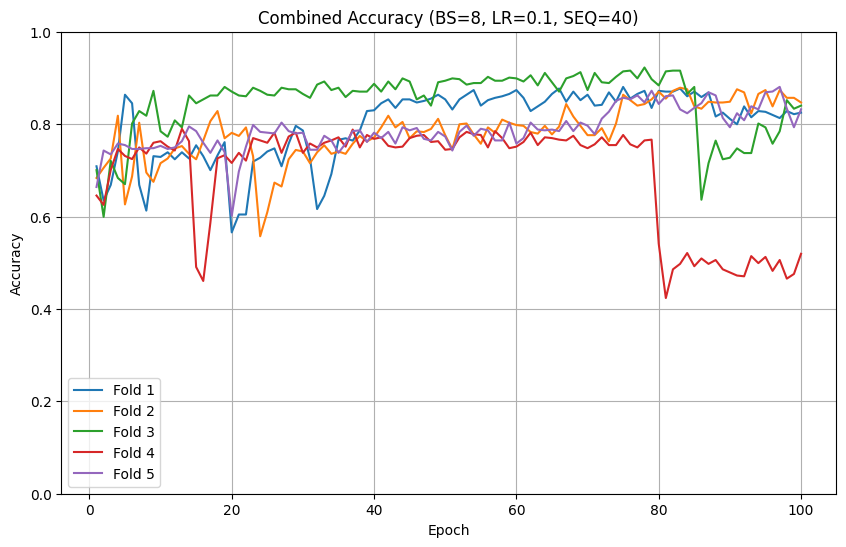 Combined Accuracy (BS=8, LR=0.1, SEQ=40)
1.0
0.8
0.6
0.4
0.2
0.0
Accuracy
Fold 1
Fold 2
Fold 3
Fold 4
Fold 5
0 20 40 60 80 100
Epoch